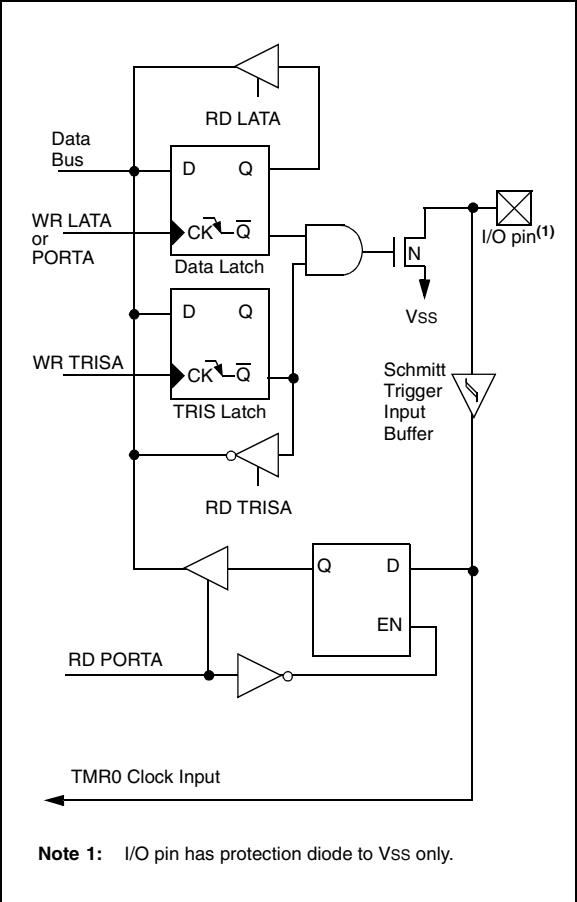 RD LATA
Data
Bus
D Q
WR LATA
or
PORTA
CK Q̅
Data Latch
I/O pin(1)
N
VSS
D Q
WR TRISA
CK Q̅
TRIS Latch
Schmitt
Trigger
Input
Buffer
RD TRISA
Q D
EN
RD PORTA
TMR0 Clock Input
Note 1: I/O pin has protection diode to VSS only.